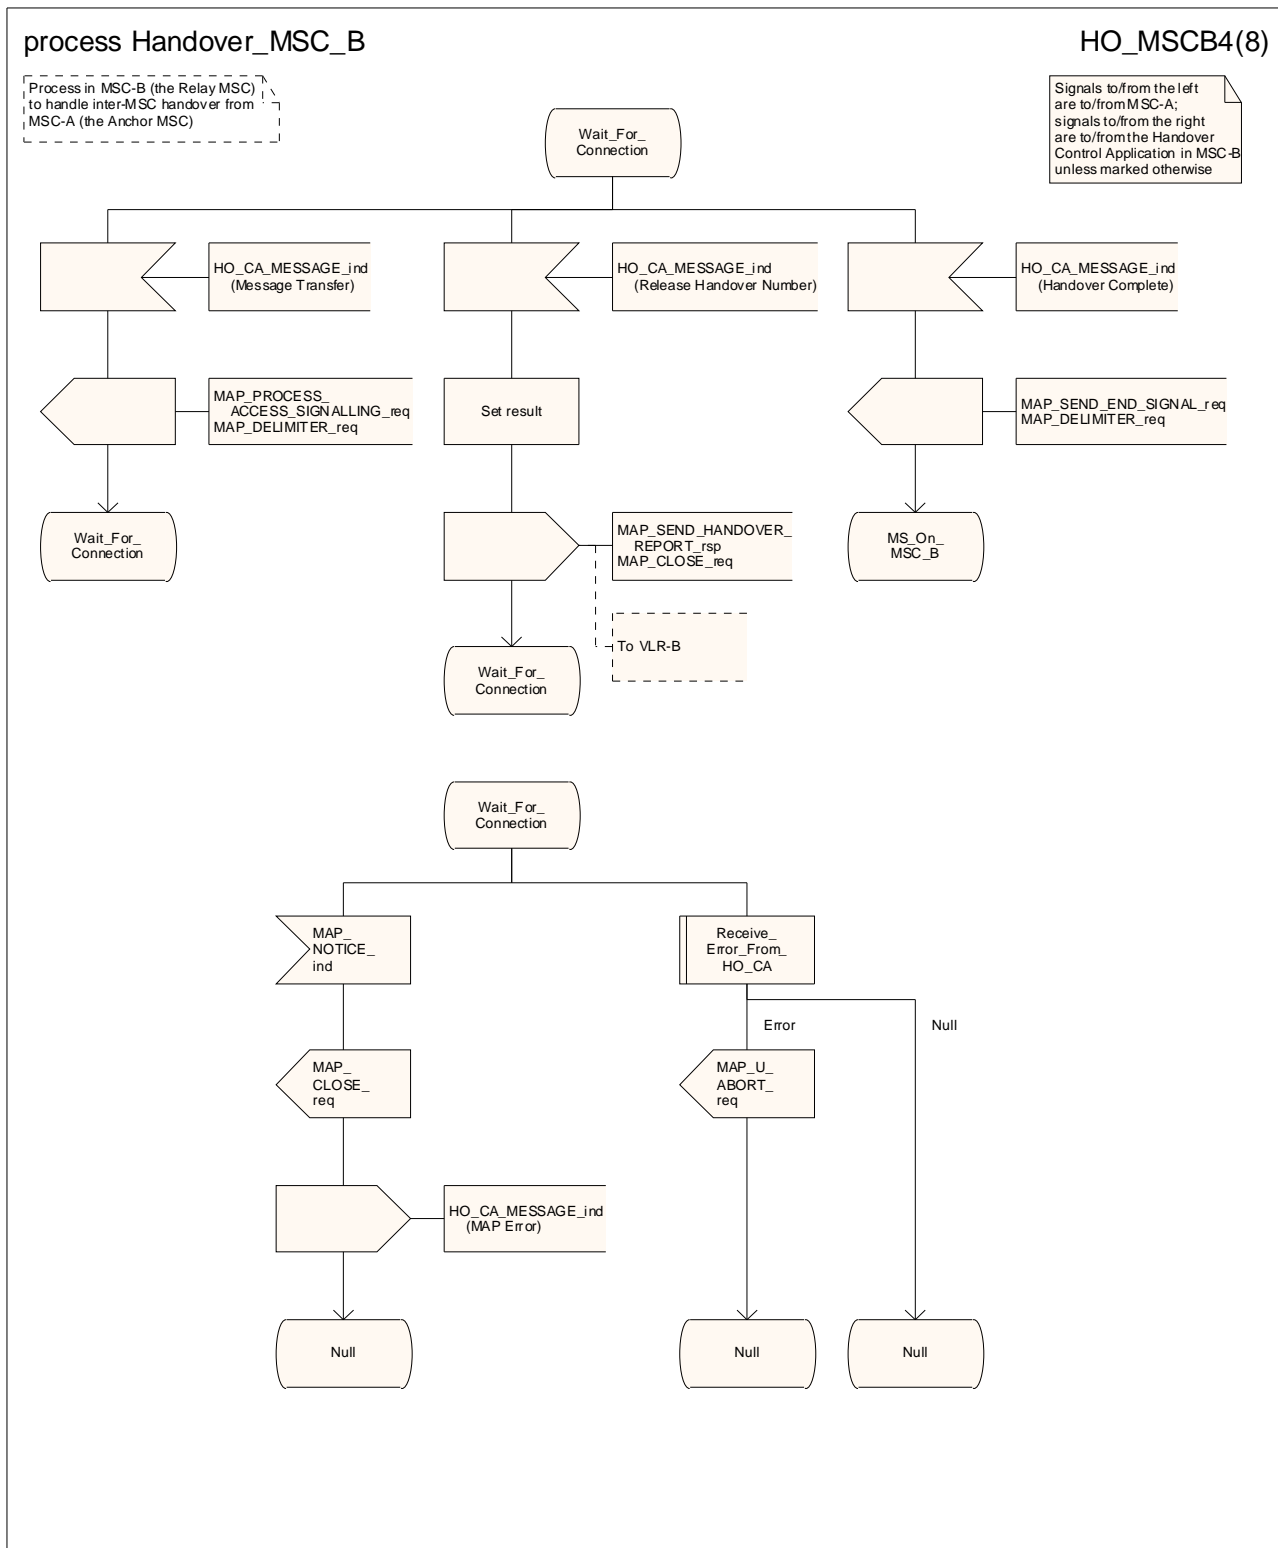 process Handover_MSC_B
HO_MSCB4(8)
Process in MSC-B (the Relay MSC)
to handle inter-MSC handover from
MSC-A (the Anchor MSC)
Signals to/from the left
are to/from MSC-A;
signals to/from the right
are to/from the Handover
Control Application in MSC-B
unless marked otherwise
Wait_For_
Connection
HO_CA_MESSAGE_ind
(Message Transfer)
HO_CA_MESSAGE_ind
(Release Handover Number)
HO_CA_MESSAGE_ind
(Handover Complete)
MAP_PROCESS_
ACCESS_SIGNALLING_req
MAP_DELIMITER_req
Set result
MAP_SEND_END_SIGNAL_req
MAP_DELIMITER_req
Wait_For_
Connection
MAP_SEND_HANDOVER_
REPORT_rsp
MAP_CLOSE_req
MS_On_
MSC_B
To VLR-B
Wait_For_
Connection
Wait_For_
Connection
MAP_
NOTICE_
ind
Receive_
Error_From_
HO_CA
Error
Null
MAP_
CLOSE_
req
MAP_U_
ABORT_
req
HO_CA_MESSAGE_ind
(MAP Error)
Null
Null
Null